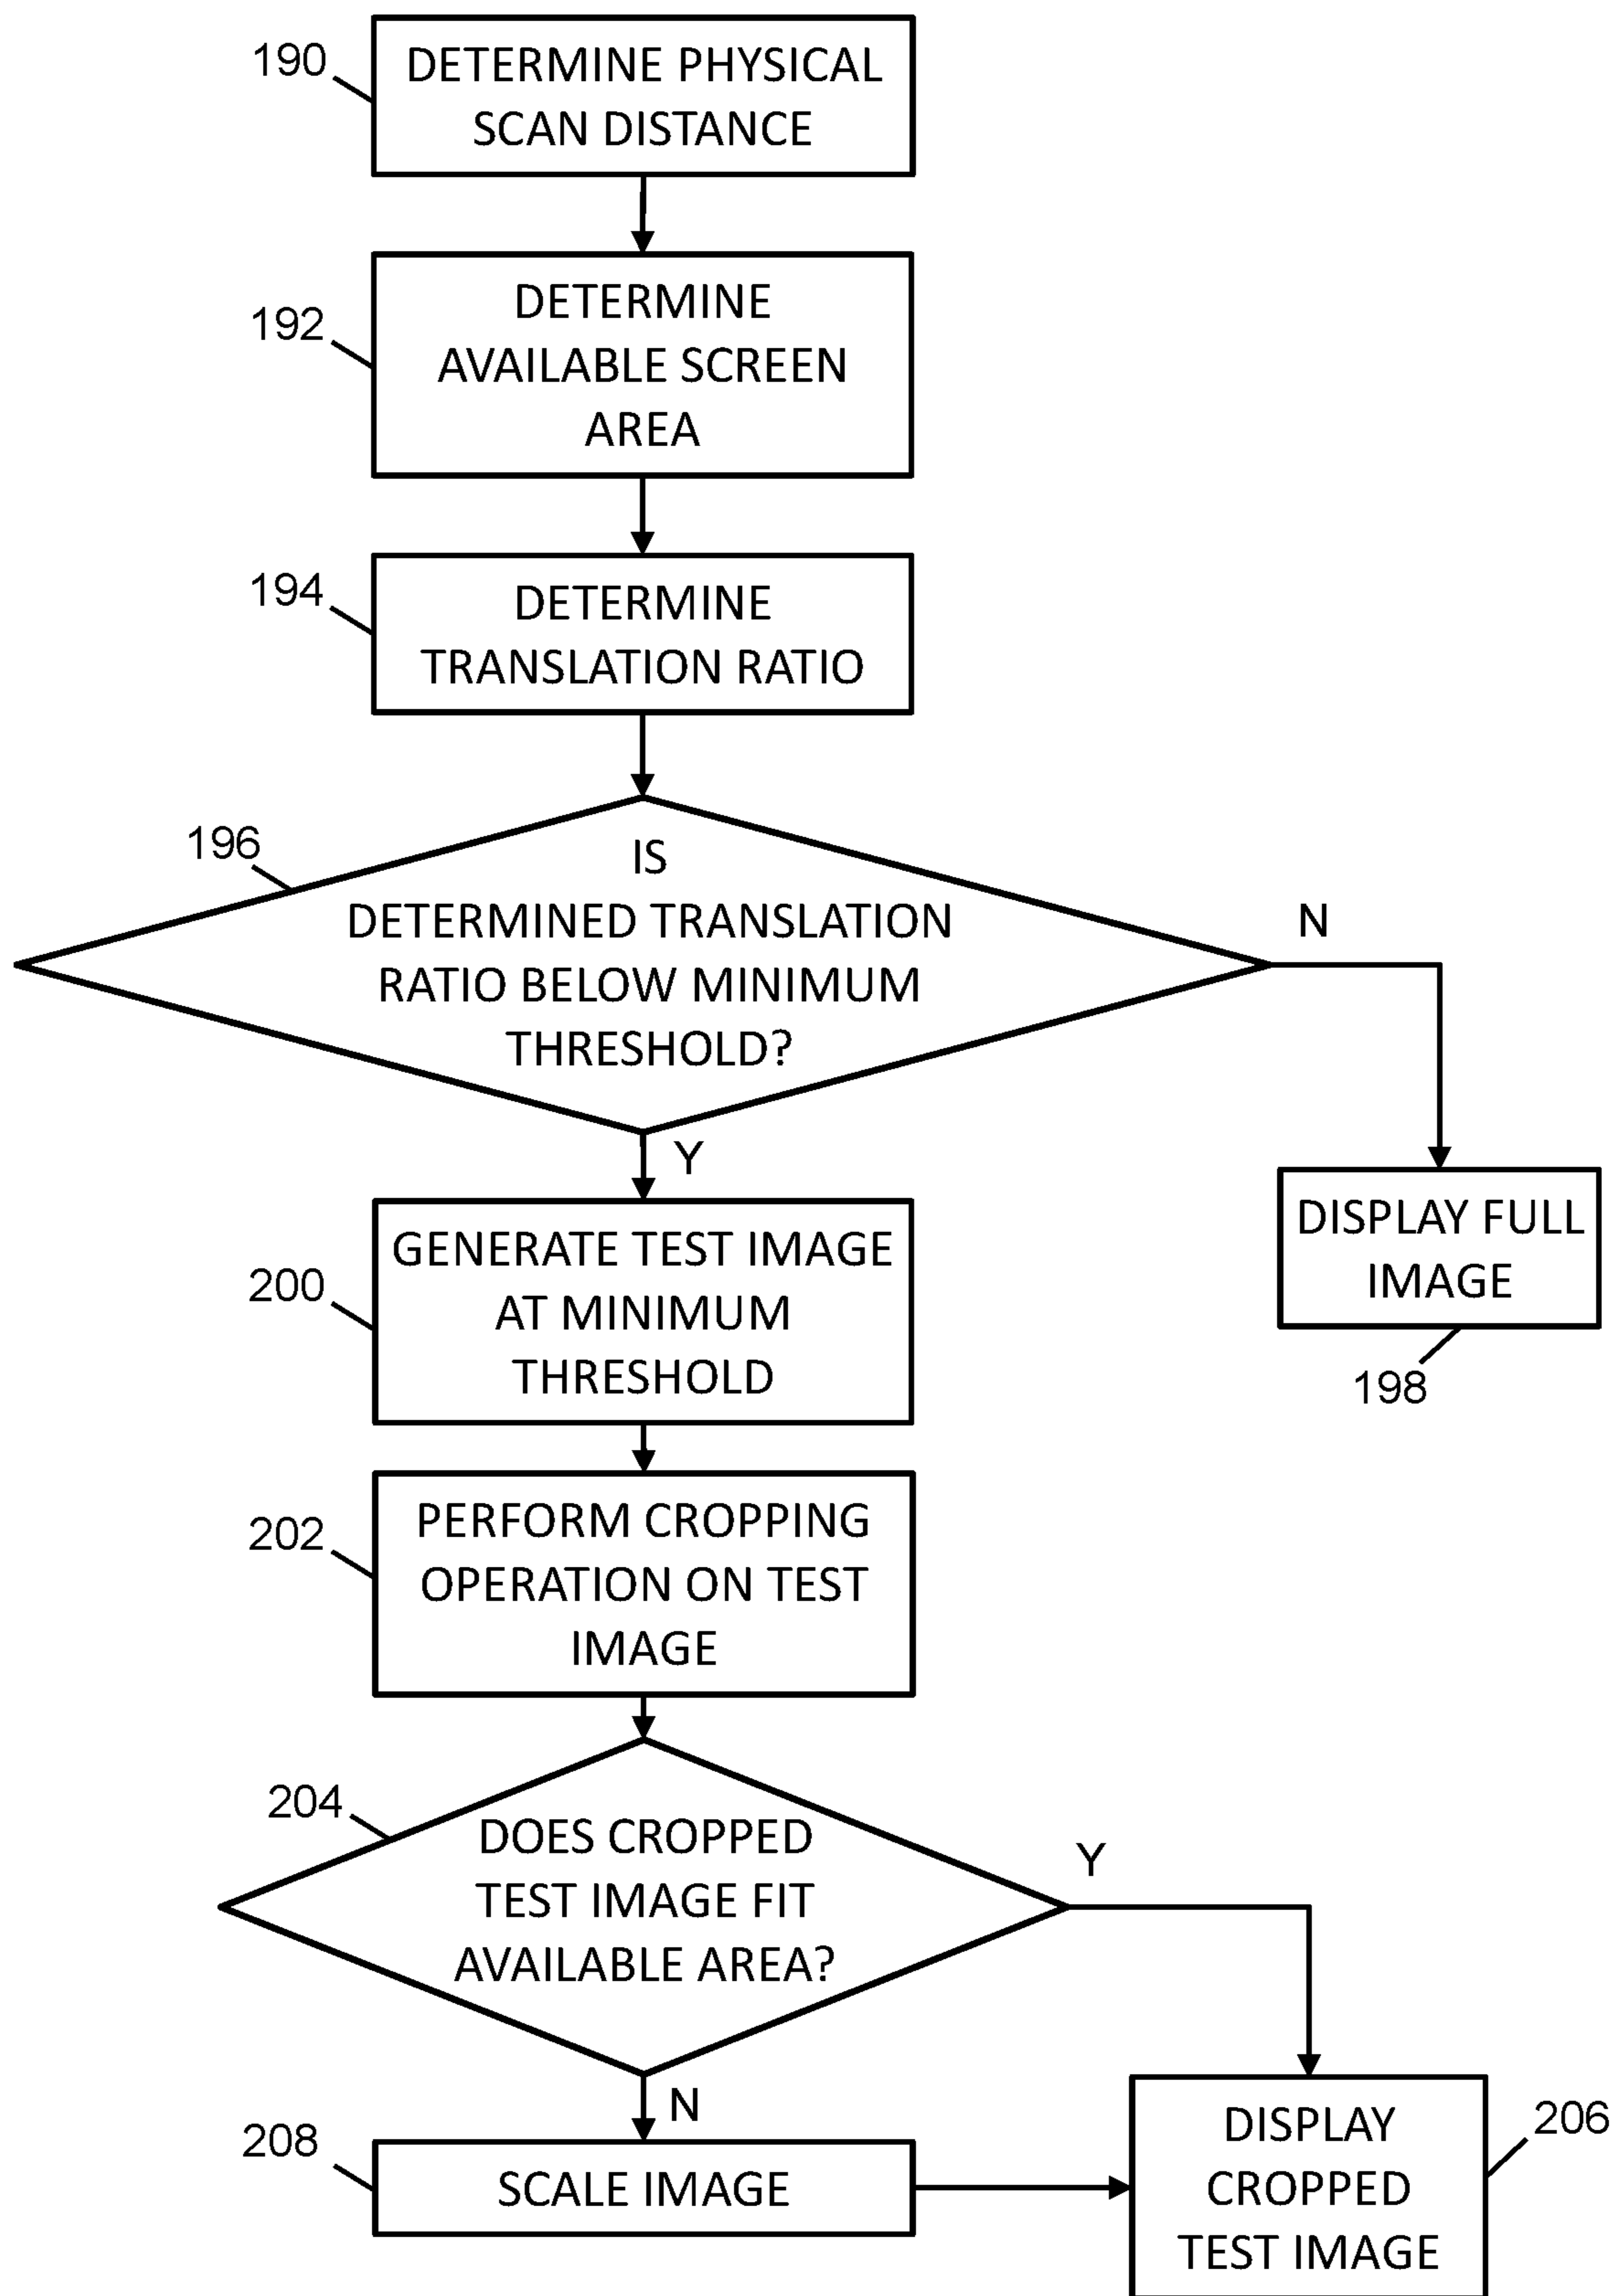 190
DETERMINE PHYSICAL
SCAN DISTANCE
192
DETERMINE
AVAILABLE SCREEN
AREA
194
DETERMINE
TRANSLATION RATIO
196
IS
DETERMINED TRANSLATION
RATIO BELOW MINIMUM
THRESHOLD?
N
Y
DISPLAY FULL
IMAGE
198
200
GENERATE TEST IMAGE
AT MINIMUM
THRESHOLD
202
PERFORM CROPPING
OPERATION ON TEST
IMAGE
204
DOES CROPPED
TEST IMAGE FIT
AVAILABLE AREA?
Y
N
208
SCALE IMAGE
DISPLAY
CROPPED
TEST IMAGE
206